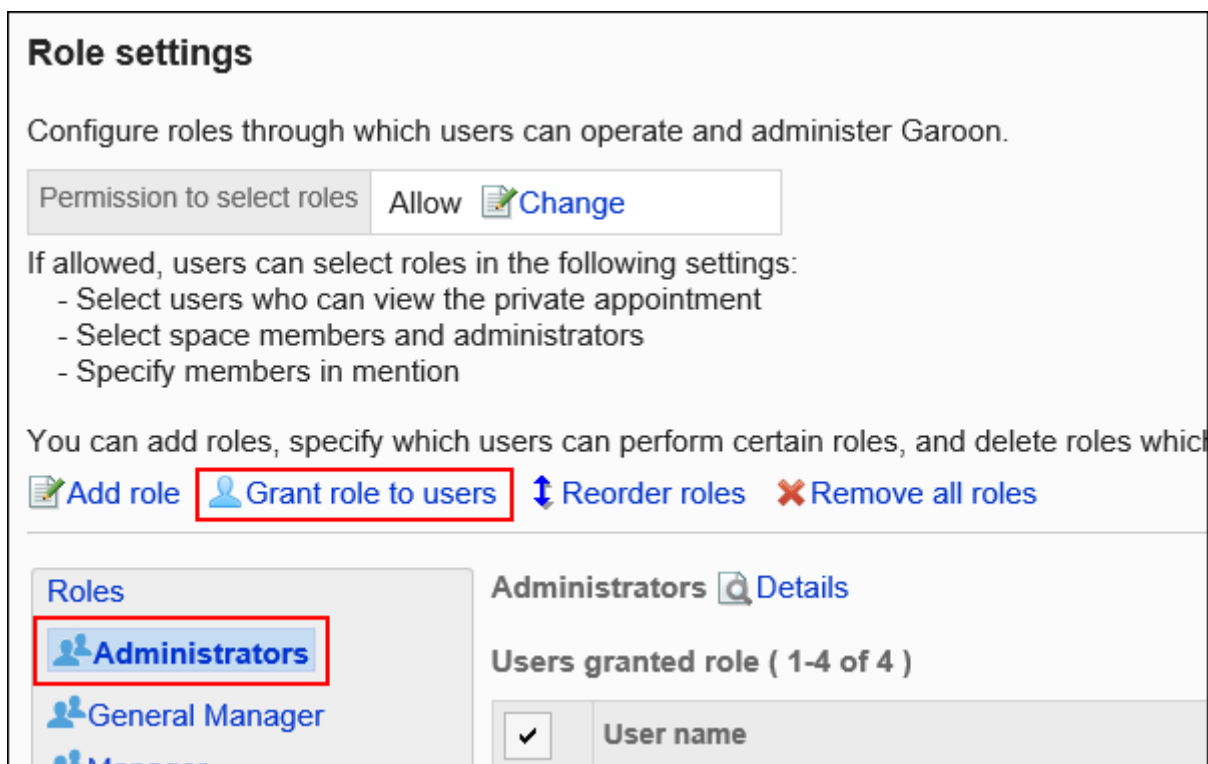 Role settings
Configure roles through which users can operate and administer Garoon.
Permission to select roles Allow Change
If allowed, users can select roles in the following settings:
- Select users who can view the private appointment
- Select space members and administrators
- Specify members in mention
You can add roles, specify which users can perform certain roles, and delete roles which
Add role Grant role to users Reorder roles Remove all roles
Roles
Administrators
General Manager
Administrators Details
Users granted role ( 1-4 of 4 )
User name